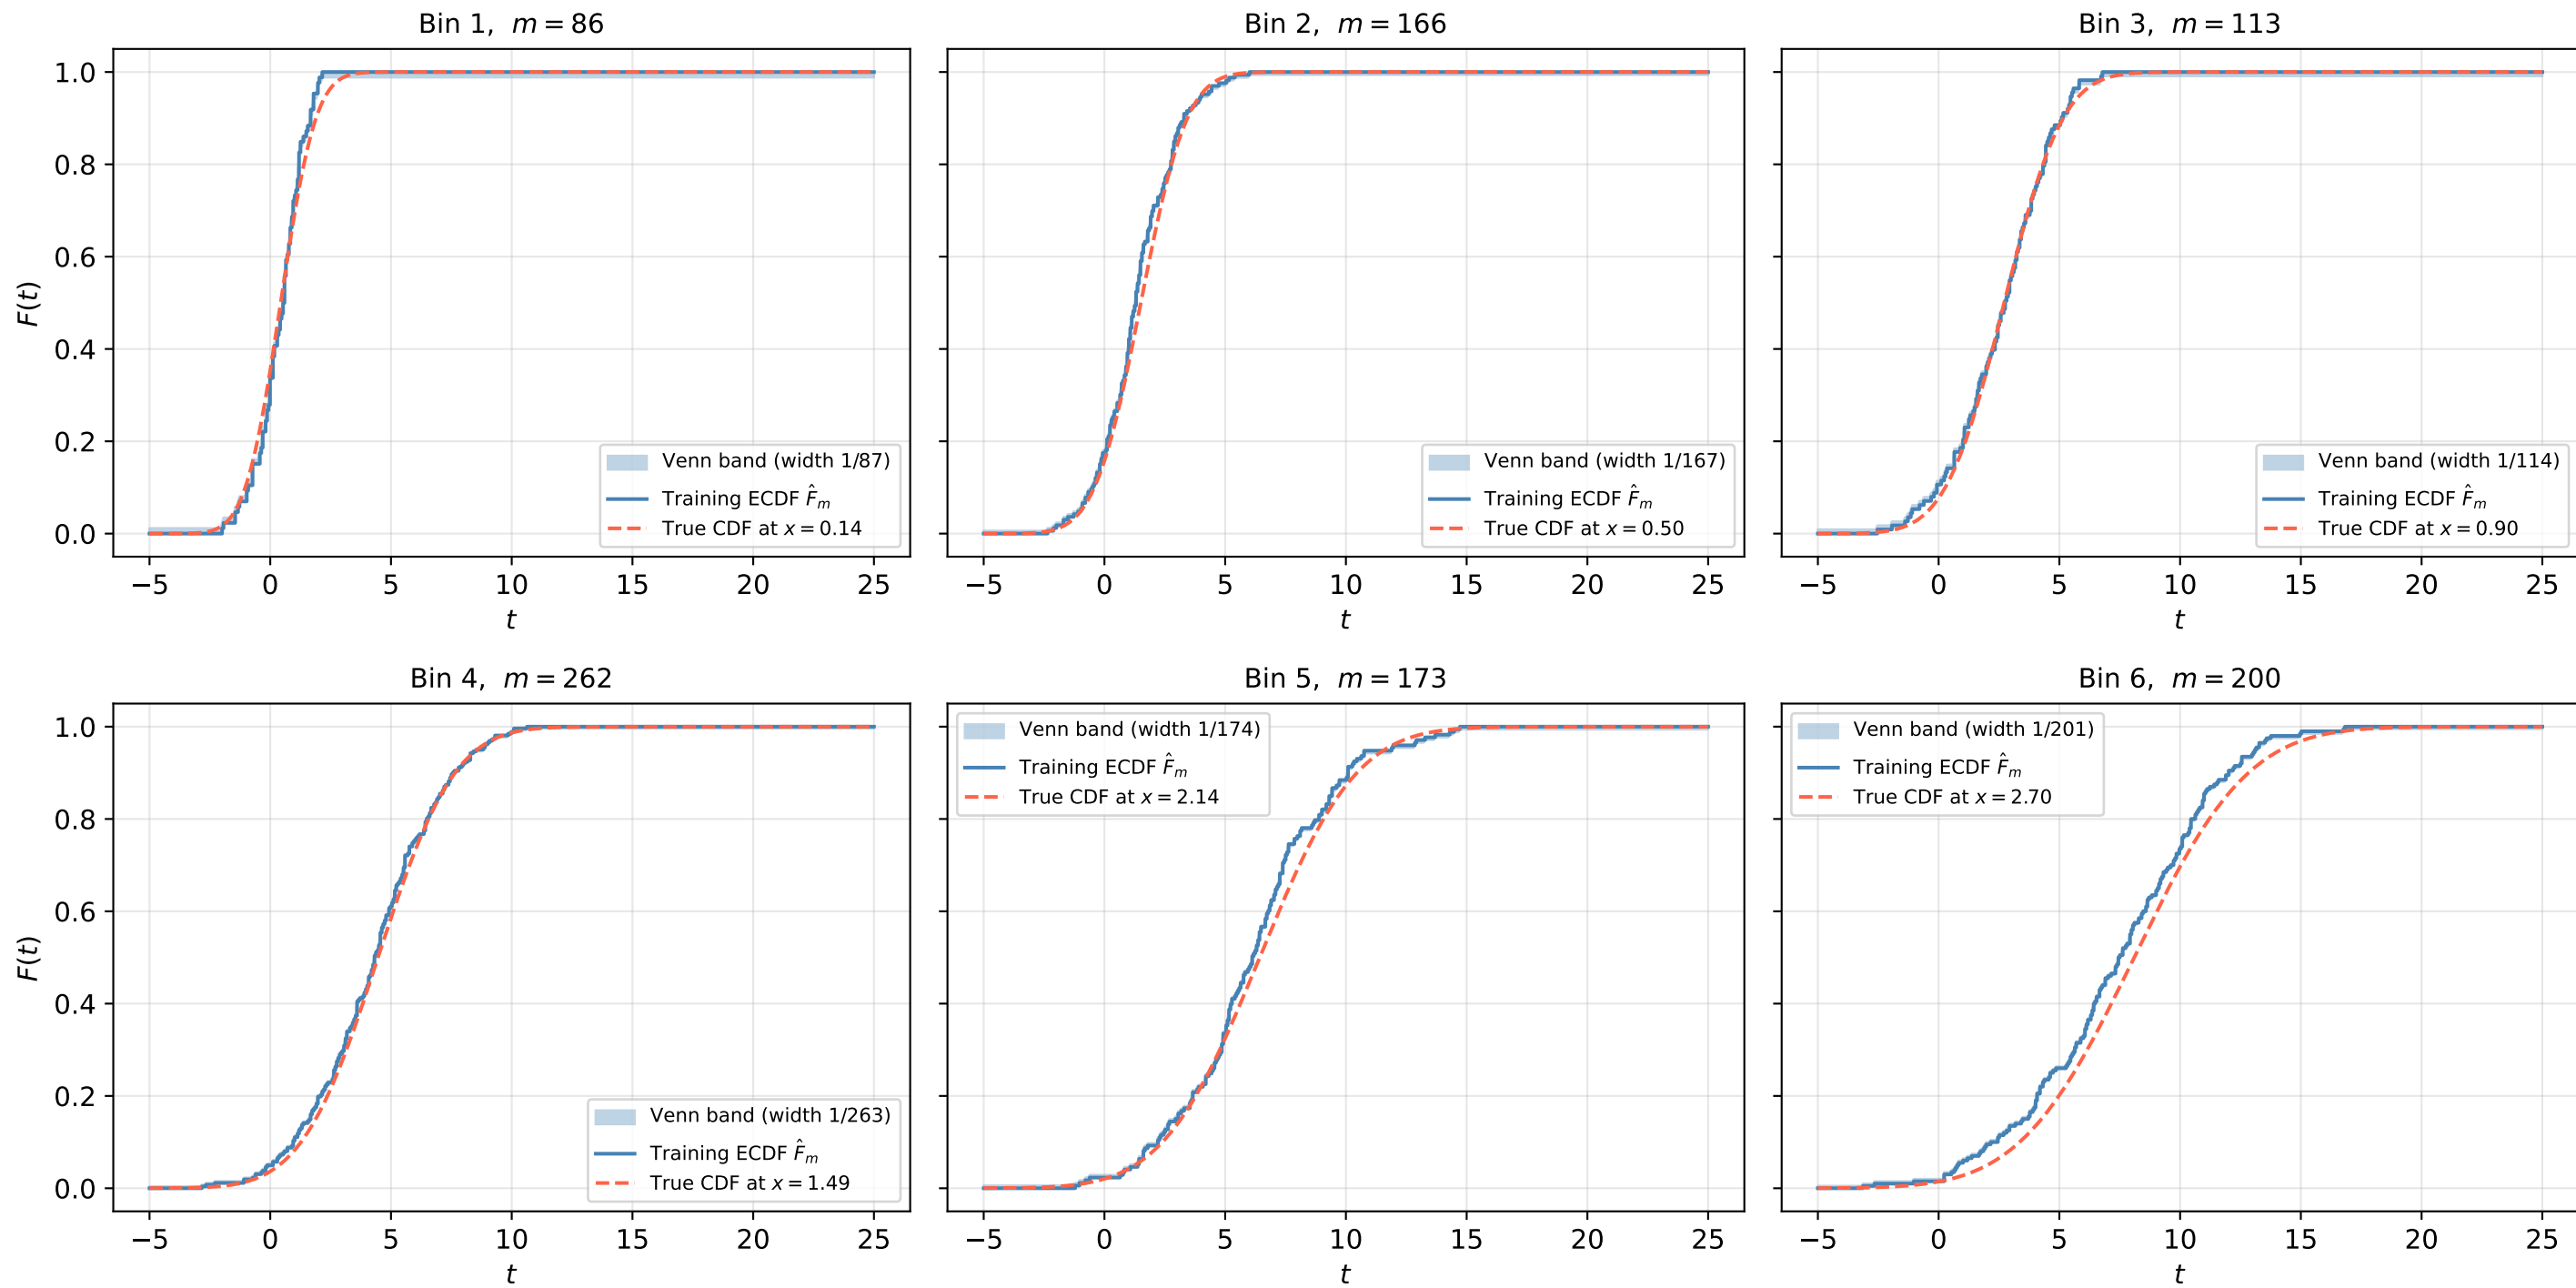 Bin 1, m = 86
1.0
0.8
0.6
0.4
0.2
0.0
F(t)
Venn band (width 1/87)
Training ECDF F̂ₘ
True CDF at x = 0.14
−5 0 5 10 15 20 25
t
Bin 2, m = 166
Venn band (width 1/167)
Training ECDF F̂ₘ
True CDF at x = 0.50
−5 0 5 10 15 20 25
t
Bin 3, m = 113
Venn band (width 1/114)
Training ECDF F̂ₘ
True CDF at x = 0.90
−5 0 5 10 15 20 25
t
Bin 4, m = 262
1.0
0.8
0.6
0.4
0.2
0.0
F(t)
Venn band (width 1/263)
Training ECDF F̂ₘ
True CDF at x = 1.49
−5 0 5 10 15 20 25
t
Bin 5, m = 173
Venn band (width 1/174)
Training ECDF F̂ₘ
True CDF at x = 2.14
−5 0 5 10 15 20 25
t
Bin 6, m = 200
Venn band (width 1/201)
Training ECDF F̂ₘ
True CDF at x = 2.70
−5 0 5 10 15 20 25
t